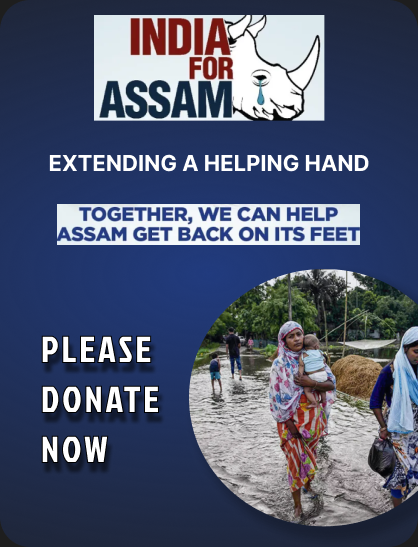 INDIA
FOR
ASSAM
EXTENDING A HELPING HAND
TOGETHER, WE CAN HELP
ASSAM GET BACK ON ITS FEET
PLEASE
DONATE
NOW